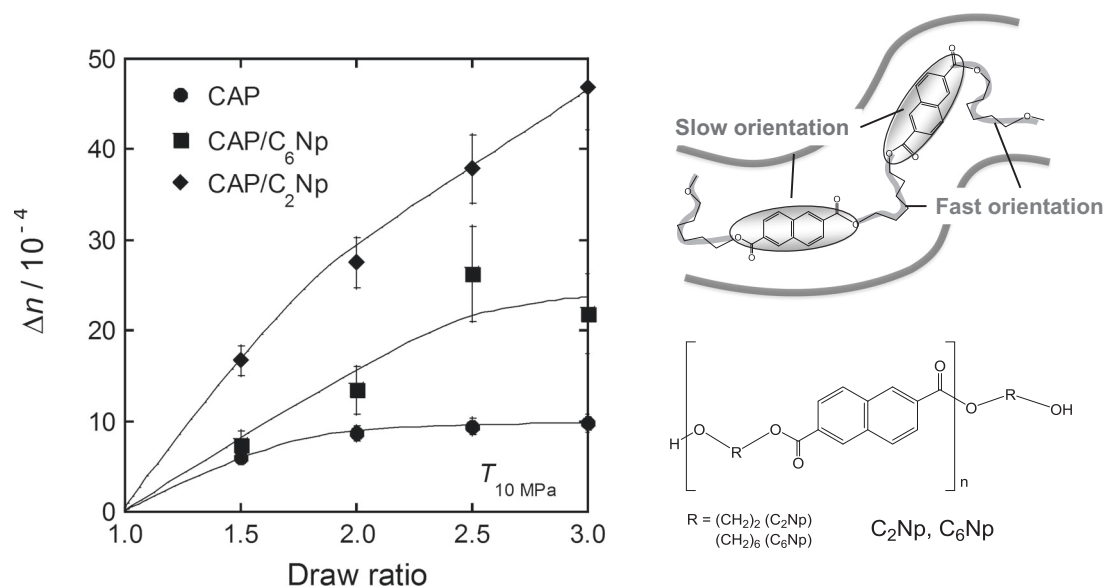 50
40
30
20
10
0
Δn / 10⁻⁴
CAP
CAP/C₆Np
CAP/C₂Np
T₁₀ MPa
1.0 1.5 2.0 2.5 3.0
Draw ratio
Slow orientation
Fast orientation
O
O
O
O
O
O
O
O
O
O
H
O
R
O
O
O
O
R
OH
n
R = (CH₂)₂ (C₂Np)
(CH₂)₆ (C₆Np)
C₂Np, C₆Np